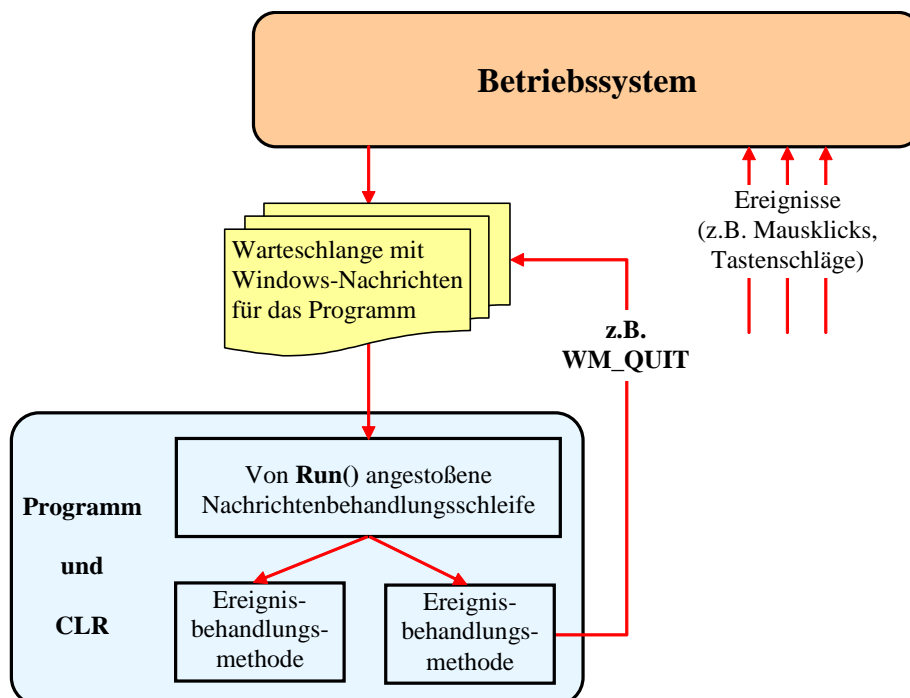 Betriebssystem
Ereignisse
(z.B. Mausklicks,
Tastenschläge)
Warteschlange mit
Windows-Nachrichten
für das Programm
z.B.
WM_QUIT
Programm
und
CLR
Von Run() angestoßene
Nachrichtenbehandlungsschleife
Ereignis-
behandlungs-
methode
Ereignis-
behandlungs-
methode